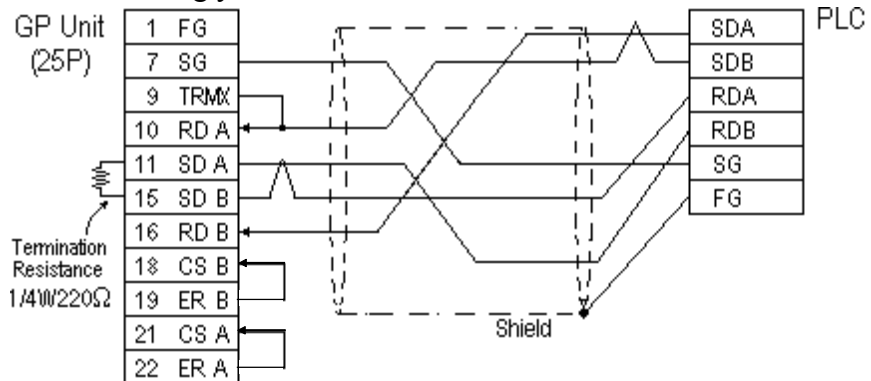 GP Unit
(25P)
1 FG
7 SG
9 TRMX
10 RD A
11 SD A
15 SD B
16 RD B
18 CS B
19 ER B
21 CS A
22 ER A
Termination
Resistance
1/4W220Ω
Shield
PLC
SDA
SDB
RDA
RDB
SG
FG